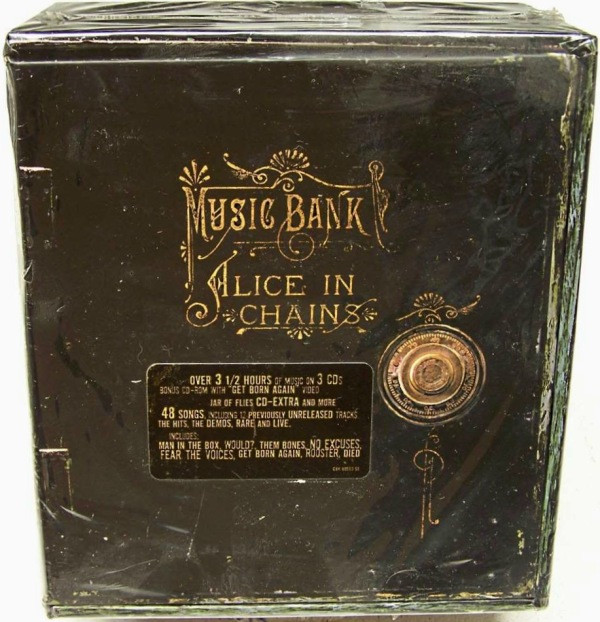 MUSIC BANK
ALICE IN
CHAINS
OVER 3 1/2 HOURS OF MUSIC ON 3 CDS
BONUS CD-ROM WITH "GET BORN AGAIN" VIDEO
JAR OF FLIES CD-EXTRA AND MORE
48 SONGS, INCLUDING 12 PREVIOUSLY UNRELEASED TRACKS.
THE HITS, THE DEMOS, RARE AND LIVE.
INCLUDES:
MAN IN THE BOX, WOULD?, THEM BONES, NO EXCUSES,
FEAR THE VOICES, GET BORN AGAIN, ROOSTER, DIED